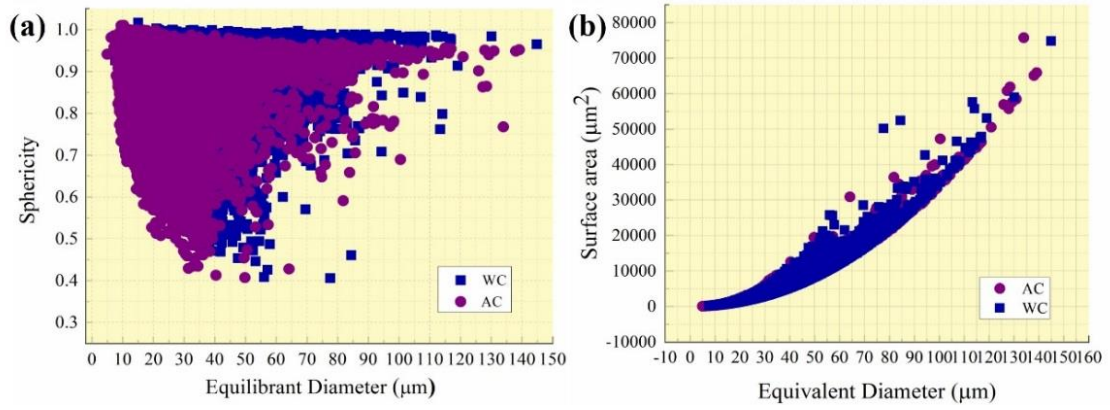 (a)
1.0
0.9
0.8
0.7
0.6
0.5
0.4
0.3
Sphericity
WC
AC
0 10 20 30 40 50 60 70 80 90 100 110 120 130 140 150
Equilibrant Diameter (μm)
(b)
80000
70000
60000
50000
40000
30000
20000
10000
0
-10000
Surface area (μm²)
AC
WC
-10 0 10 20 30 40 50 60 70 80 90 100 110 120 130 140 150 160
Equivalent Diameter (μm)